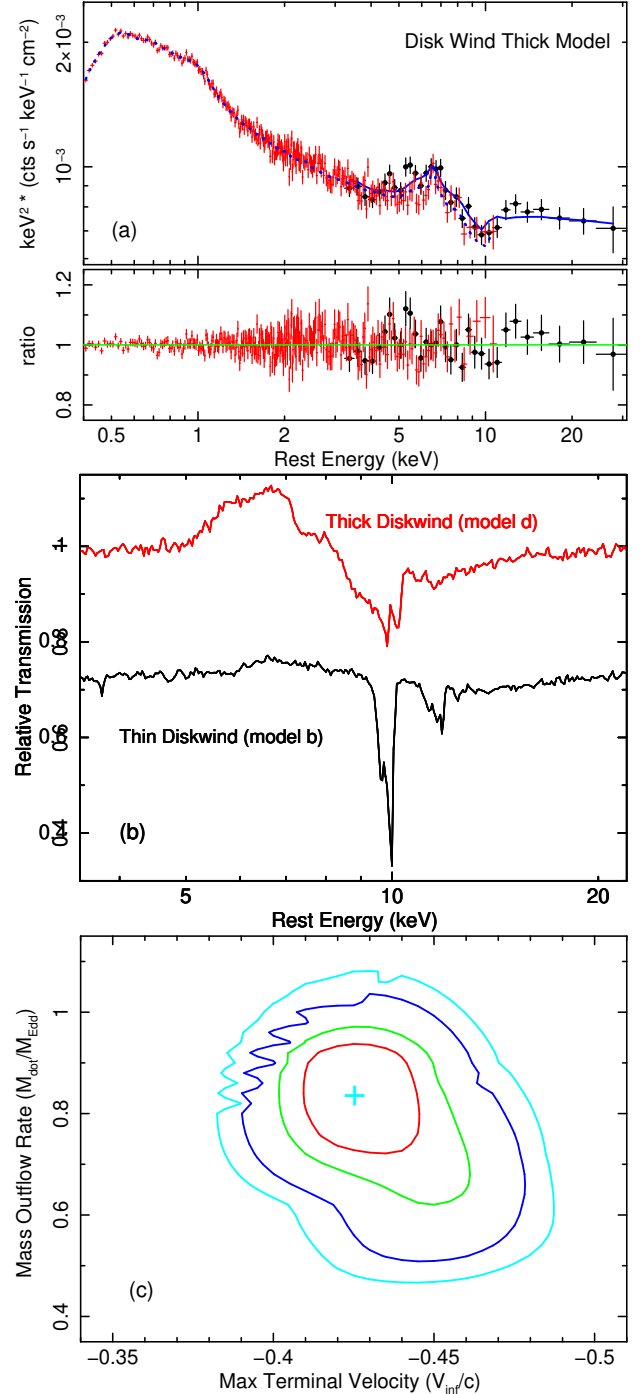 Disk Wind Thick Model
keV² * (cts s⁻¹ keV⁻¹ cm⁻²)
2×10⁻³
10⁻³
(a)
ratio
1.2
1
0.8
0.5 1 2 5 10 20
Rest Energy (keV)
Thick Diskwind (model d)
Relative Transmission
1
0.8
0.6
0.4
Thin Diskwind (model b)
(b)
5 10 20
Rest Energy (keV)
Mass Outflow Rate (M_dot/M_Edd)
1
0.8
0.6
0.4
(c)
−0.35 −0.4 −0.45 −0.5
Max Terminal Velocity (V_inf/c)